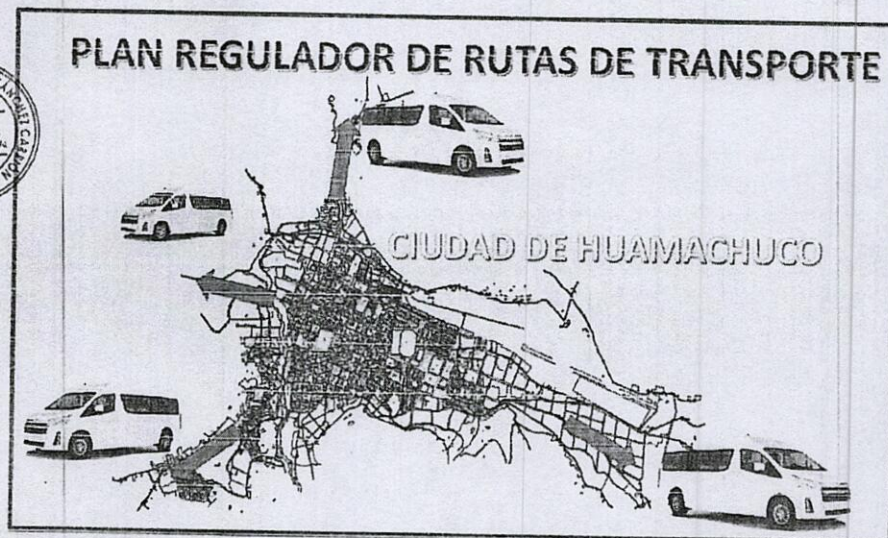 PLAN REGULADOR DE RUTAS DE TRANSPORTE
CIUDAD DE HUAMACHUCO